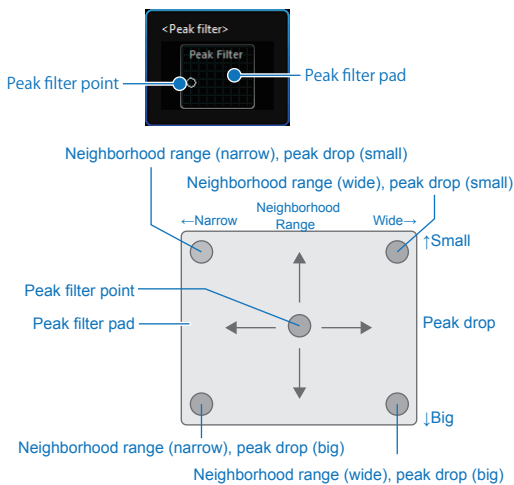 <Peak filter>
Peak Filter
Peak filter point
Peak filter pad
Neighborhood range (narrow), peak drop (small)
Neighborhood range (wide), peak drop (small)
←Narrow
Neighborhood
Range
Wide→
↑Small
Peak filter point
Peak filter pad
Peak drop
↓Big
Neighborhood range (narrow), peak drop (big)
Neighborhood range (wide), peak drop (big)